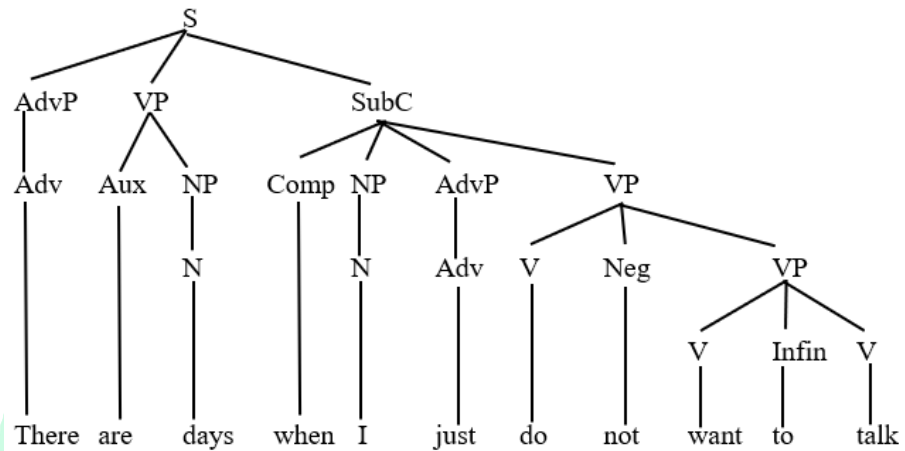 S
AdvP VP SubC
Adv Aux NP Comp NP AdvP VP
N N Adv V Neg VP
V Infin V
There are days when I just do not want to talk